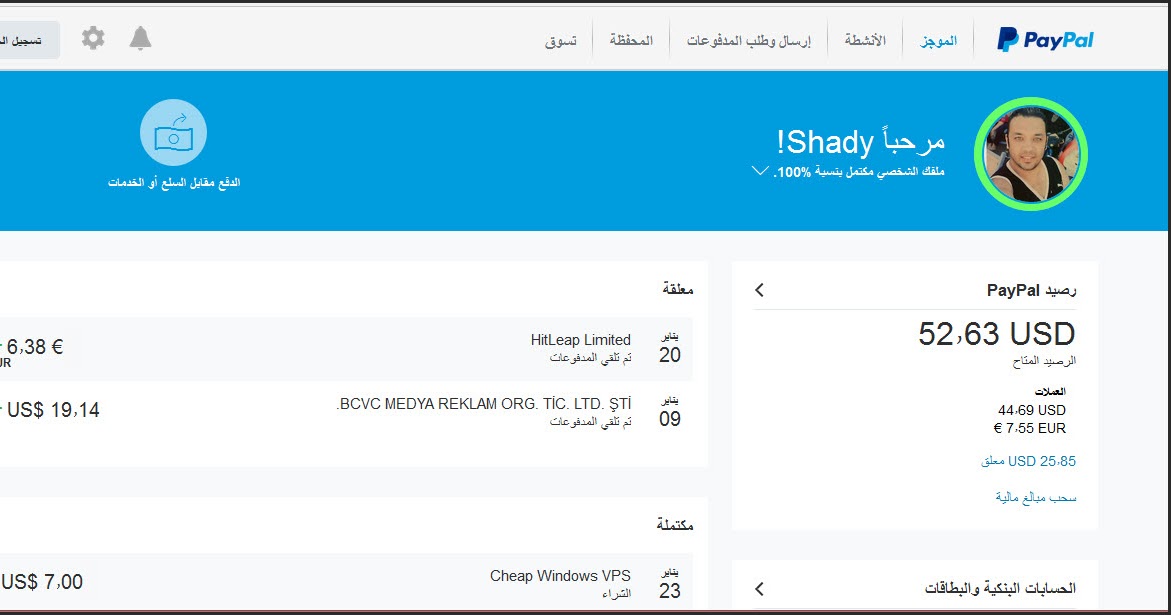 PayPal
الموجز
الأنشطة
إرسال وطلب المدفوعات
المحفظة
تسوق
تسجيل
مرحباً Shady!
ملفك الشخصي مكتمل بنسبة 100%.
الدفع مقابل السلع أو الخدمات
رصيد PayPal
52,63 USD
الرصيد المتاح
العملات
44,69 USD
€ 7,55 EUR
25,85 USD معلق
سحب مبالغ مالية
الحسابات البنكية والبطاقات
معلقة
يناير
20
HitLeap Limited
تم تلقي المدفوعات
6,38 €
يناير
09
BCVC MEDYA REKLAM ORG. TİC. LTD. ŞTİ.
تم تلقي المدفوعات
US$ 19,14
مكتملة
يناير
23
Cheap Windows VPS
الشراء
US$ 7,00